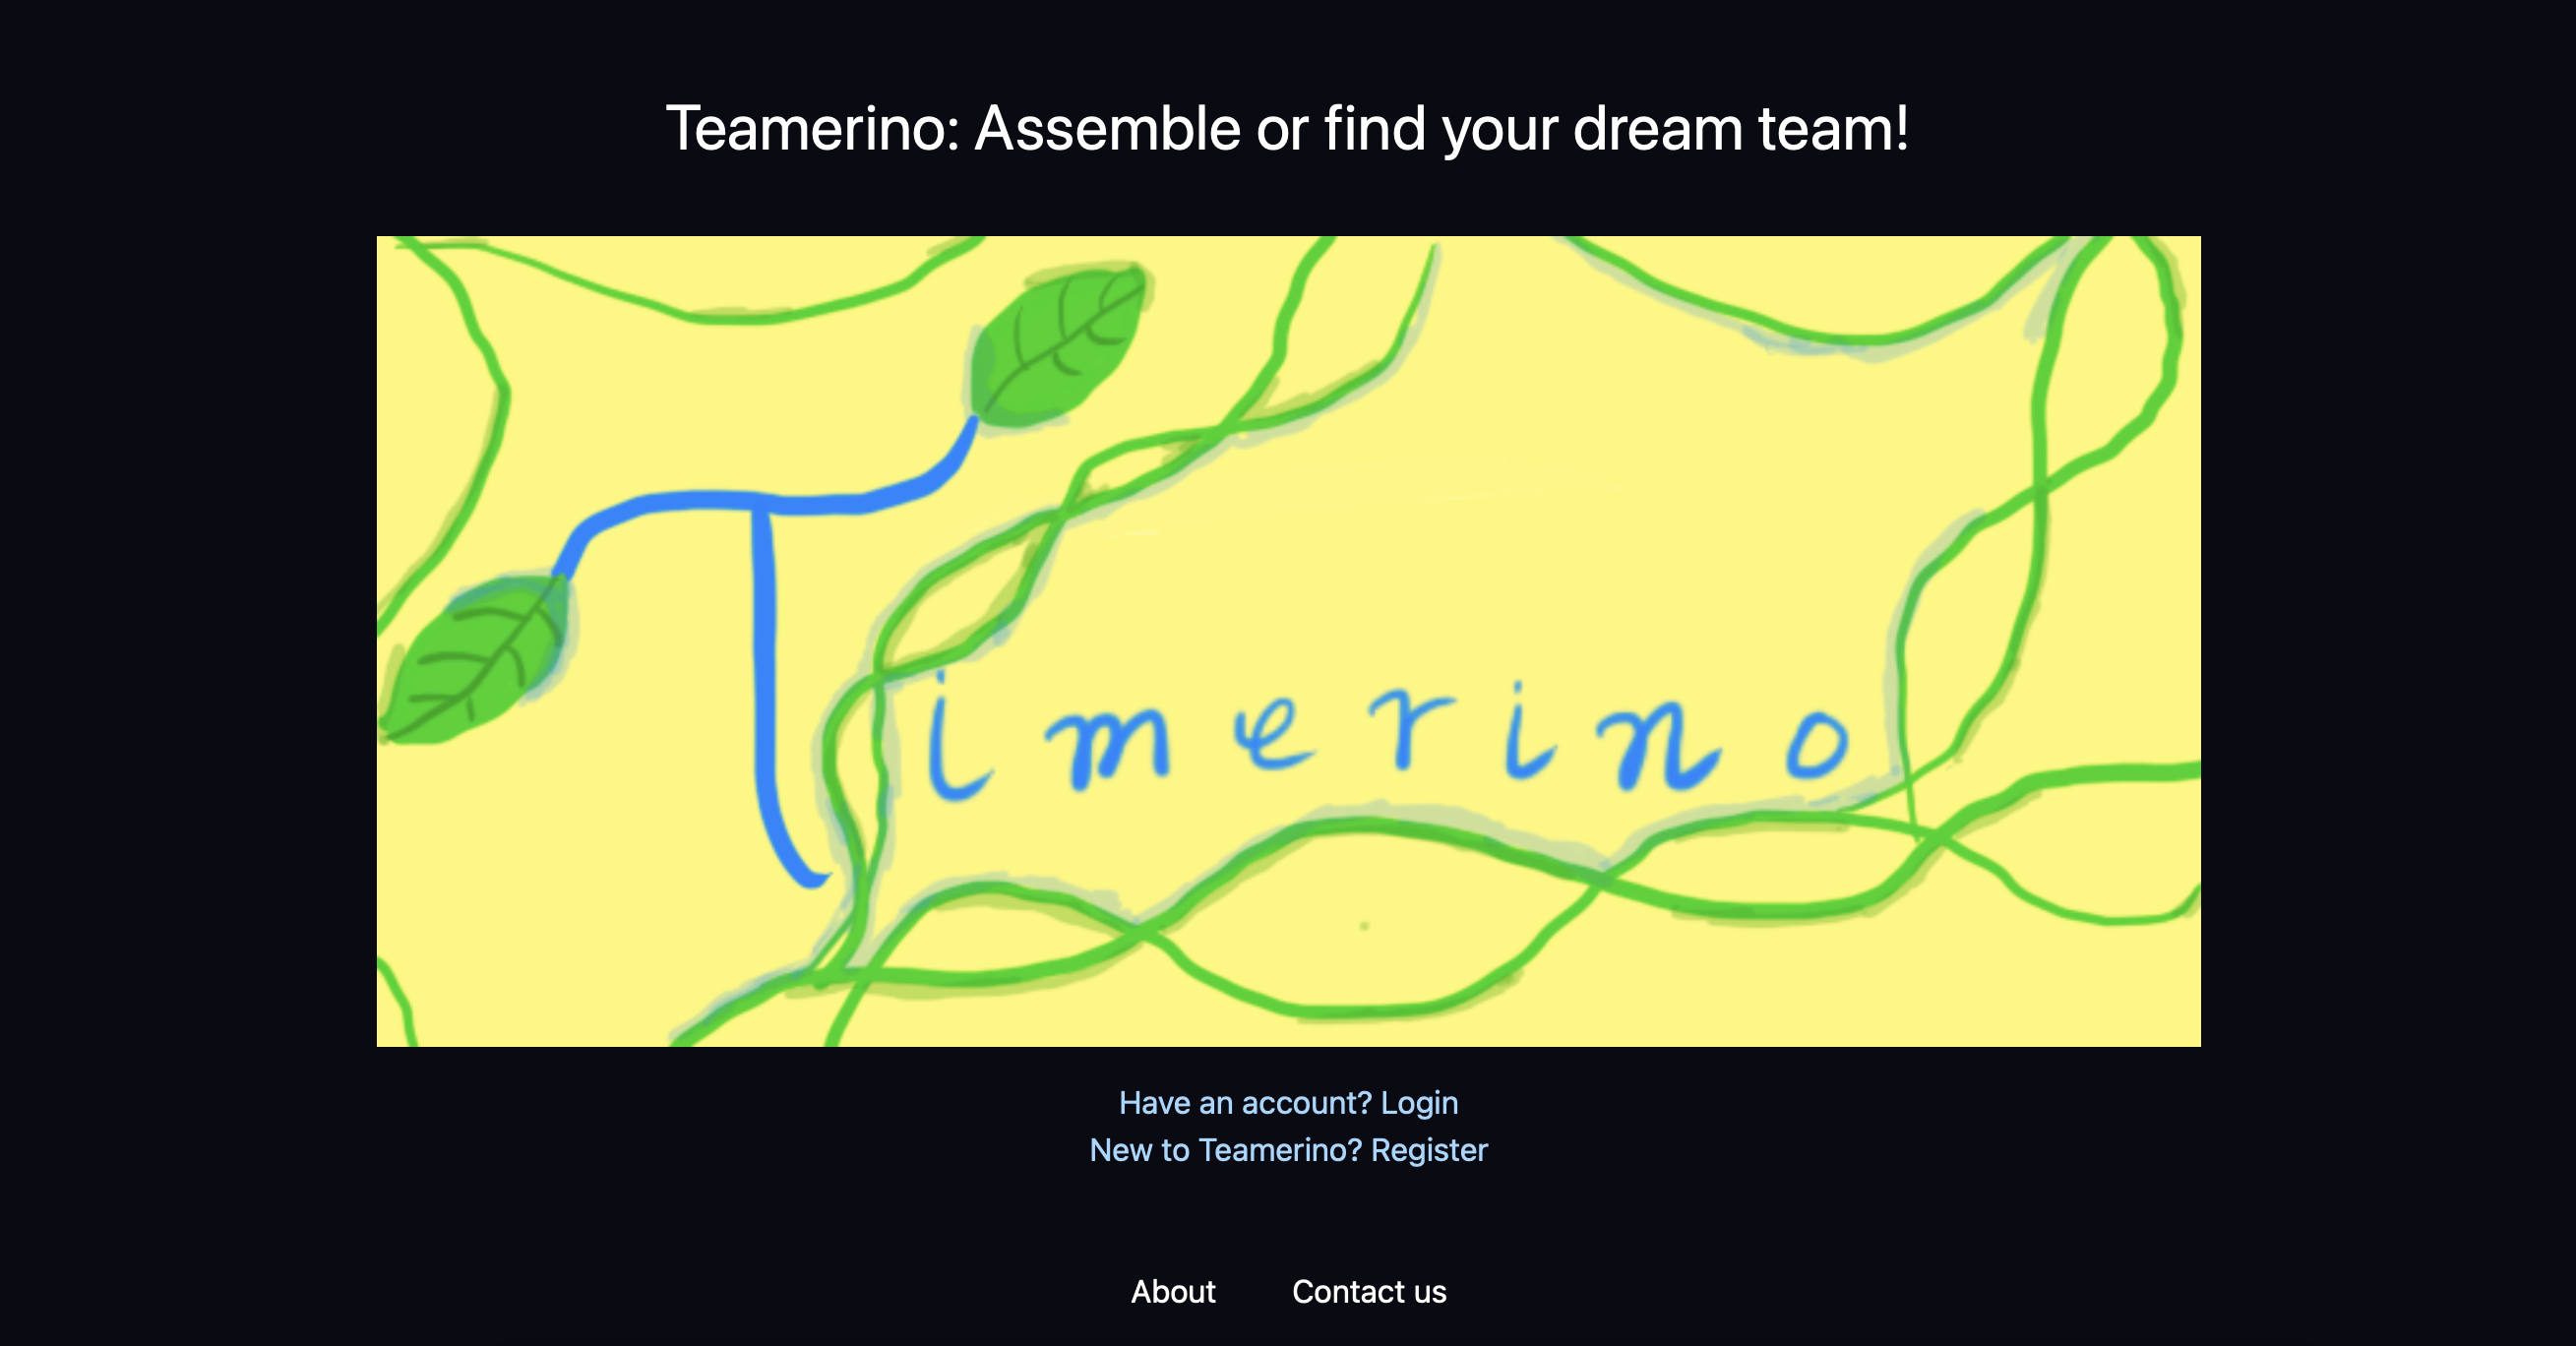 Teamerino: Assemble or find your dream team!
Timerino
Have an account? Login
New to Teamerino? Register
About Contact us